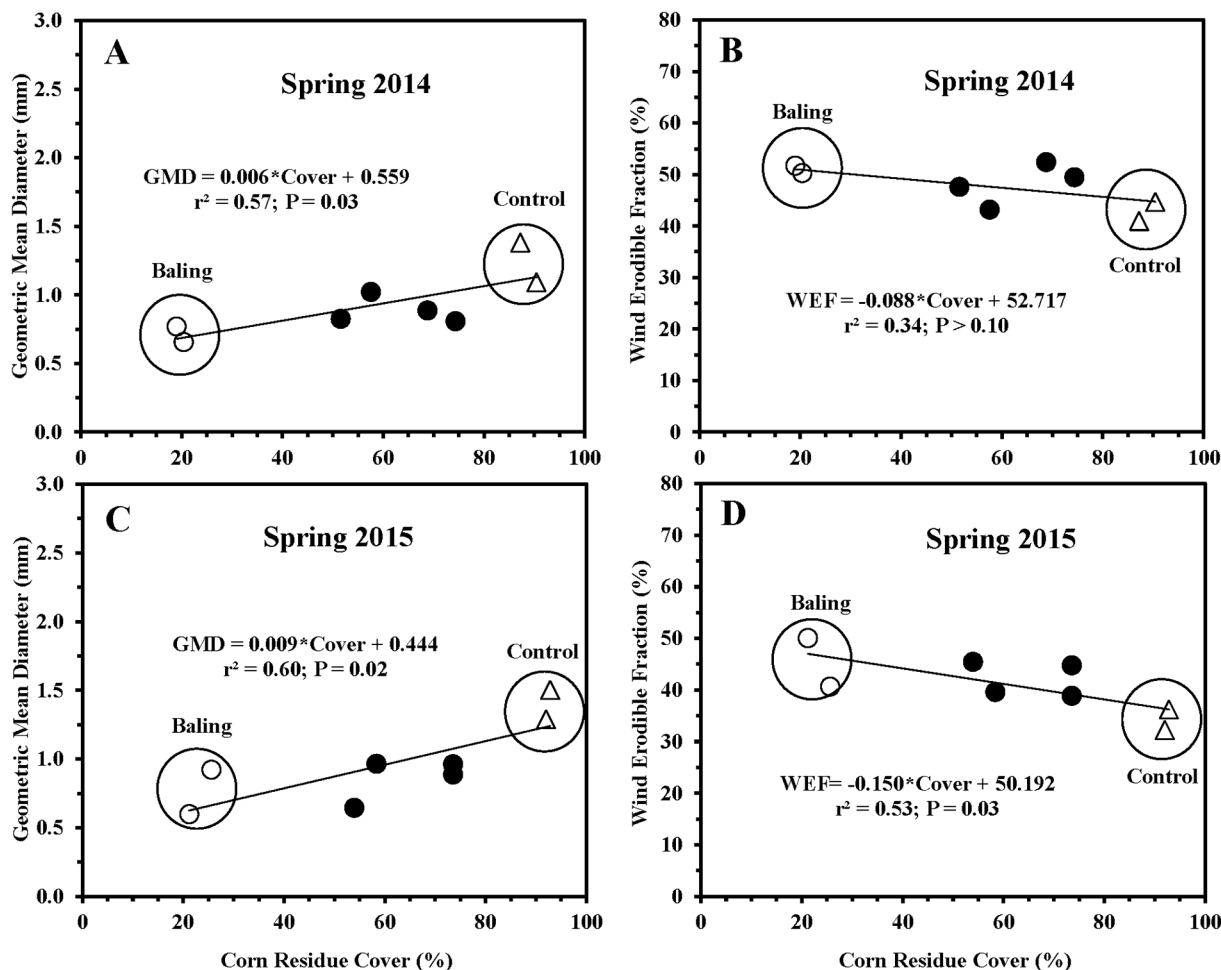 A
Spring 2014
Geometric Mean Diameter (mm)
3.0
2.5
2.0
1.5
1.0
0.5
0.0
GMD = 0.006*Cover + 0.559
r² = 0.57; P = 0.03
Baling
Control
0 20 40 60 80 100
B
Spring 2014
Wind Erodible Fraction (%)
80
70
60
50
40
30
20
10
0
Baling
Control
WEF = -0.088*Cover + 52.717
r² = 0.34; P > 0.10
0 20 40 60 80 100
C
Spring 2015
Geometric Mean Diameter (mm)
3.0
2.5
2.0
1.5
1.0
0.5
0.0
GMD = 0.009*Cover + 0.444
r² = 0.60; P = 0.02
Control
Baling
0 20 40 60 80 100
Corn Residue Cover (%)
D
Spring 2015
Wind Erodible Fraction (%)
80
70
60
50
40
30
20
10
0
Baling
Control
WEF= -0.150*Cover + 50.192
r² = 0.53; P = 0.03
0 20 40 60 80 100
Corn Residue Cover (%)